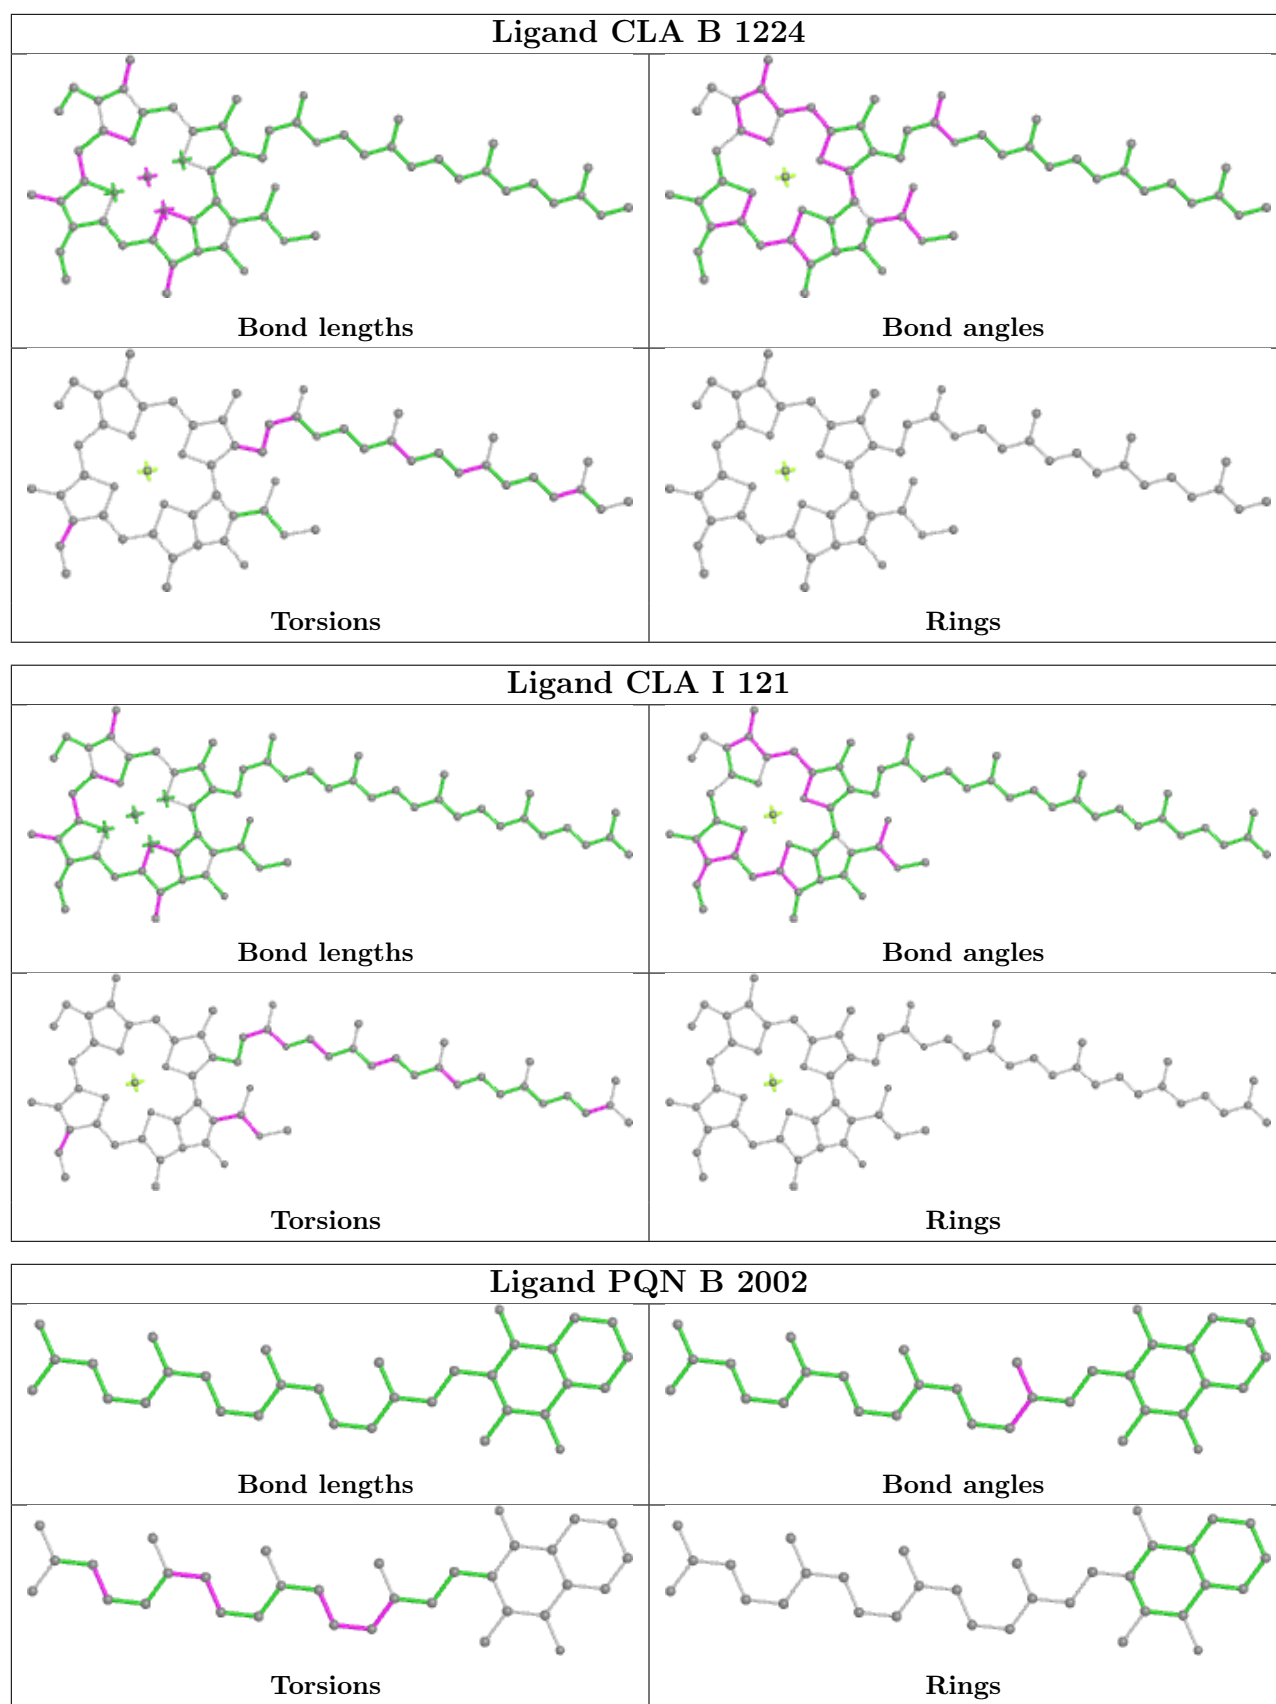 Ligand CLA B 1224
Bond lengths
Bond angles
Torsions
Rings
Ligand CLA I 121
Bond lengths
Bond angles
Torsions
Rings
Ligand PQN B 2002
Bond lengths
Bond angles
Torsions
Rings